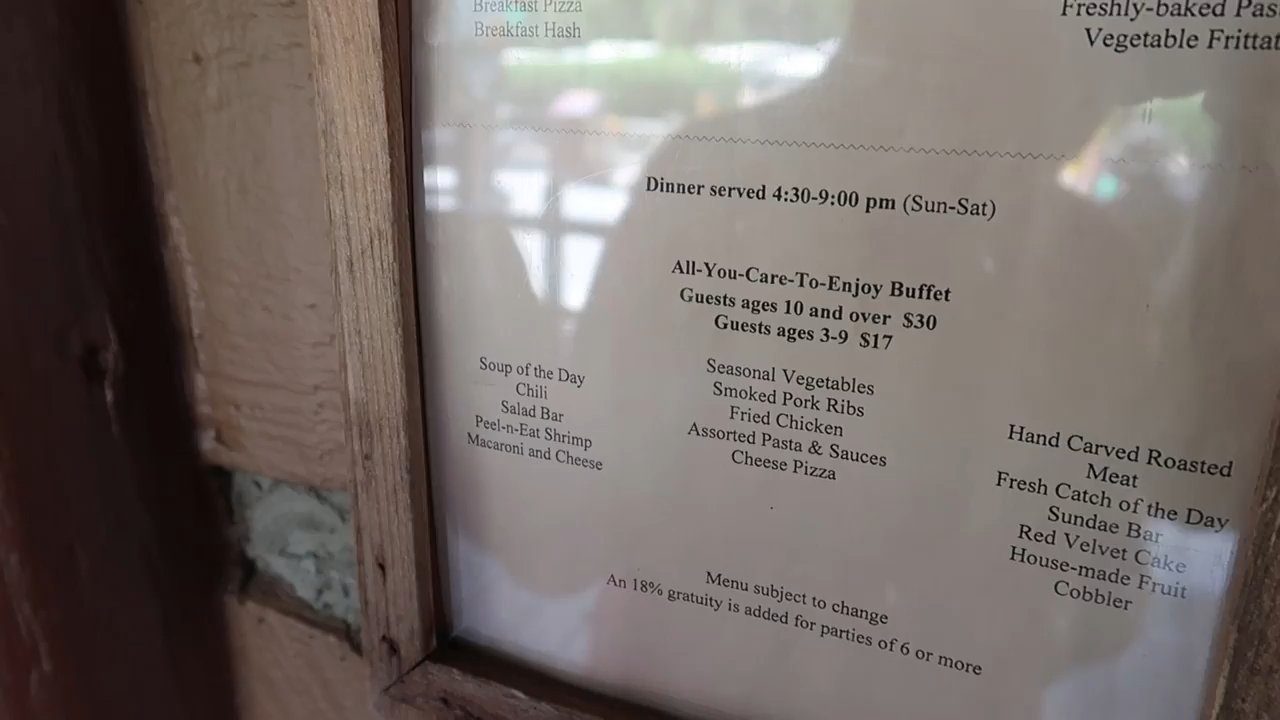 Breakfast Pizza
Breakfast Hash
Freshly-baked
Vegetable
Dinner served 4:30-9:00 pm (Sun-Sat)
All-You-Care-To-Enjoy Buffet
Guests ages 10 and over $30
Guests ages 3-9 $17
Soup of the Day
Chili
Salad Bar
Peel-n-Eat Shrimp
Macaroni and Cheese
Seasonal Vegetables
Smoked Pork Ribs
Fried Chicken
Assorted Pasta & Sauces
Cheese Pizza
Hand Carved Roasted
Meat
Fresh Catch of the Day
Sundae Bar
Red Velvet Cake
House-made Fruit
Cobbler
Menu subject to change
An 18% gratuity is added for parties of 6 or more